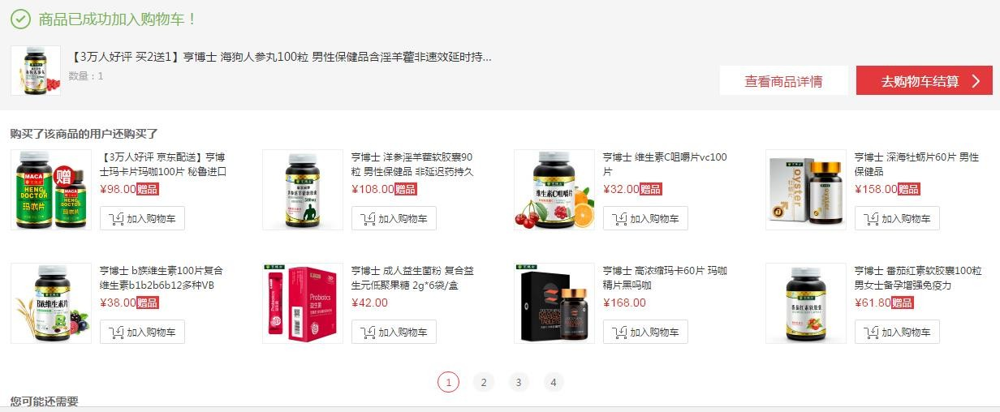 商品已成功加入购物车！
【3万人好评 买2送1】亨博士 海狗人参丸100粒 男性保健品含淫羊藿非速效延时持...
数量：1
查看商品详情
去购物车结算
购买了该商品的用户还购买了
【3万人好评 京东配送】亨博
士玛卡片玛咖100片 秘鲁进口
¥98.00赠品
加入购物车
亨博士 洋参淫羊藿软胶囊90
粒 男性保健品 非延迟药持久
¥108.00赠品
加入购物车
亨博士 维生素C咀嚼片vc100
片
¥32.00赠品
加入购物车
亨博士 深海牡蛎片60片 男性
保健品
¥158.00赠品
加入购物车
MACA
HENG
DOCTOR
玛咖片
赠
MACA
HENG
DOCTOR
玛咖片
维生素C咀嚼片
oyster
oyster
亨博士 b族维生素100片复合
维生素b1b2b6b12多种VB
¥38.00赠品
加入购物车
亨博士 成人益生菌粉 复合益
生元低聚果糖 2g*6袋/盒
¥42.00
加入购物车
亨博士 高浓缩玛卡60片 玛咖
精片黑吗咖
¥168.00
加入购物车
亨博士 番茄红素软胶囊100粒
男女士备孕增强免疫力
¥61.80赠品
加入购物车
B族维生素片
Probiotics
益生菌
番茄红素软胶囊
1
2
3
4
您可能还需要